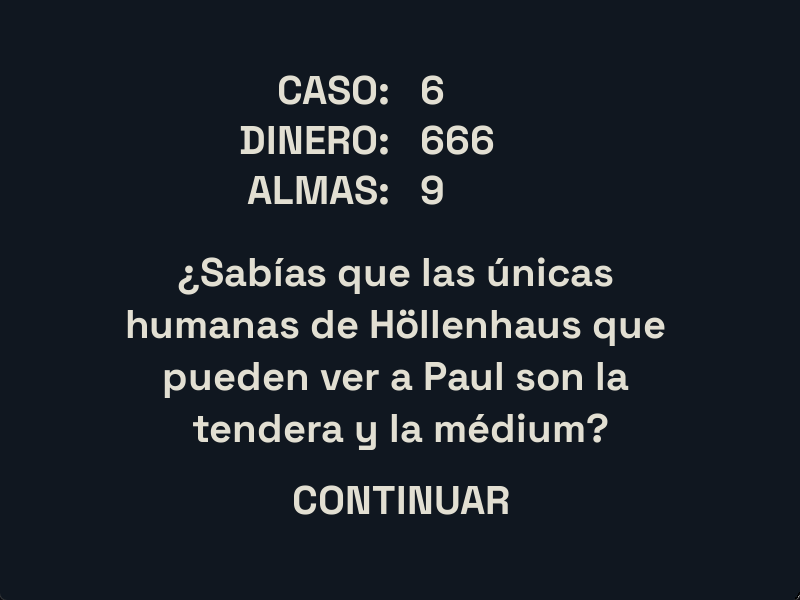 CASO: 6
DINERO: 666
ALMAS: 9
¿Sabías que las únicas
humanas de Höllenhaus que
pueden ver a Paul son la
tendera y la médium?
CONTINUAR